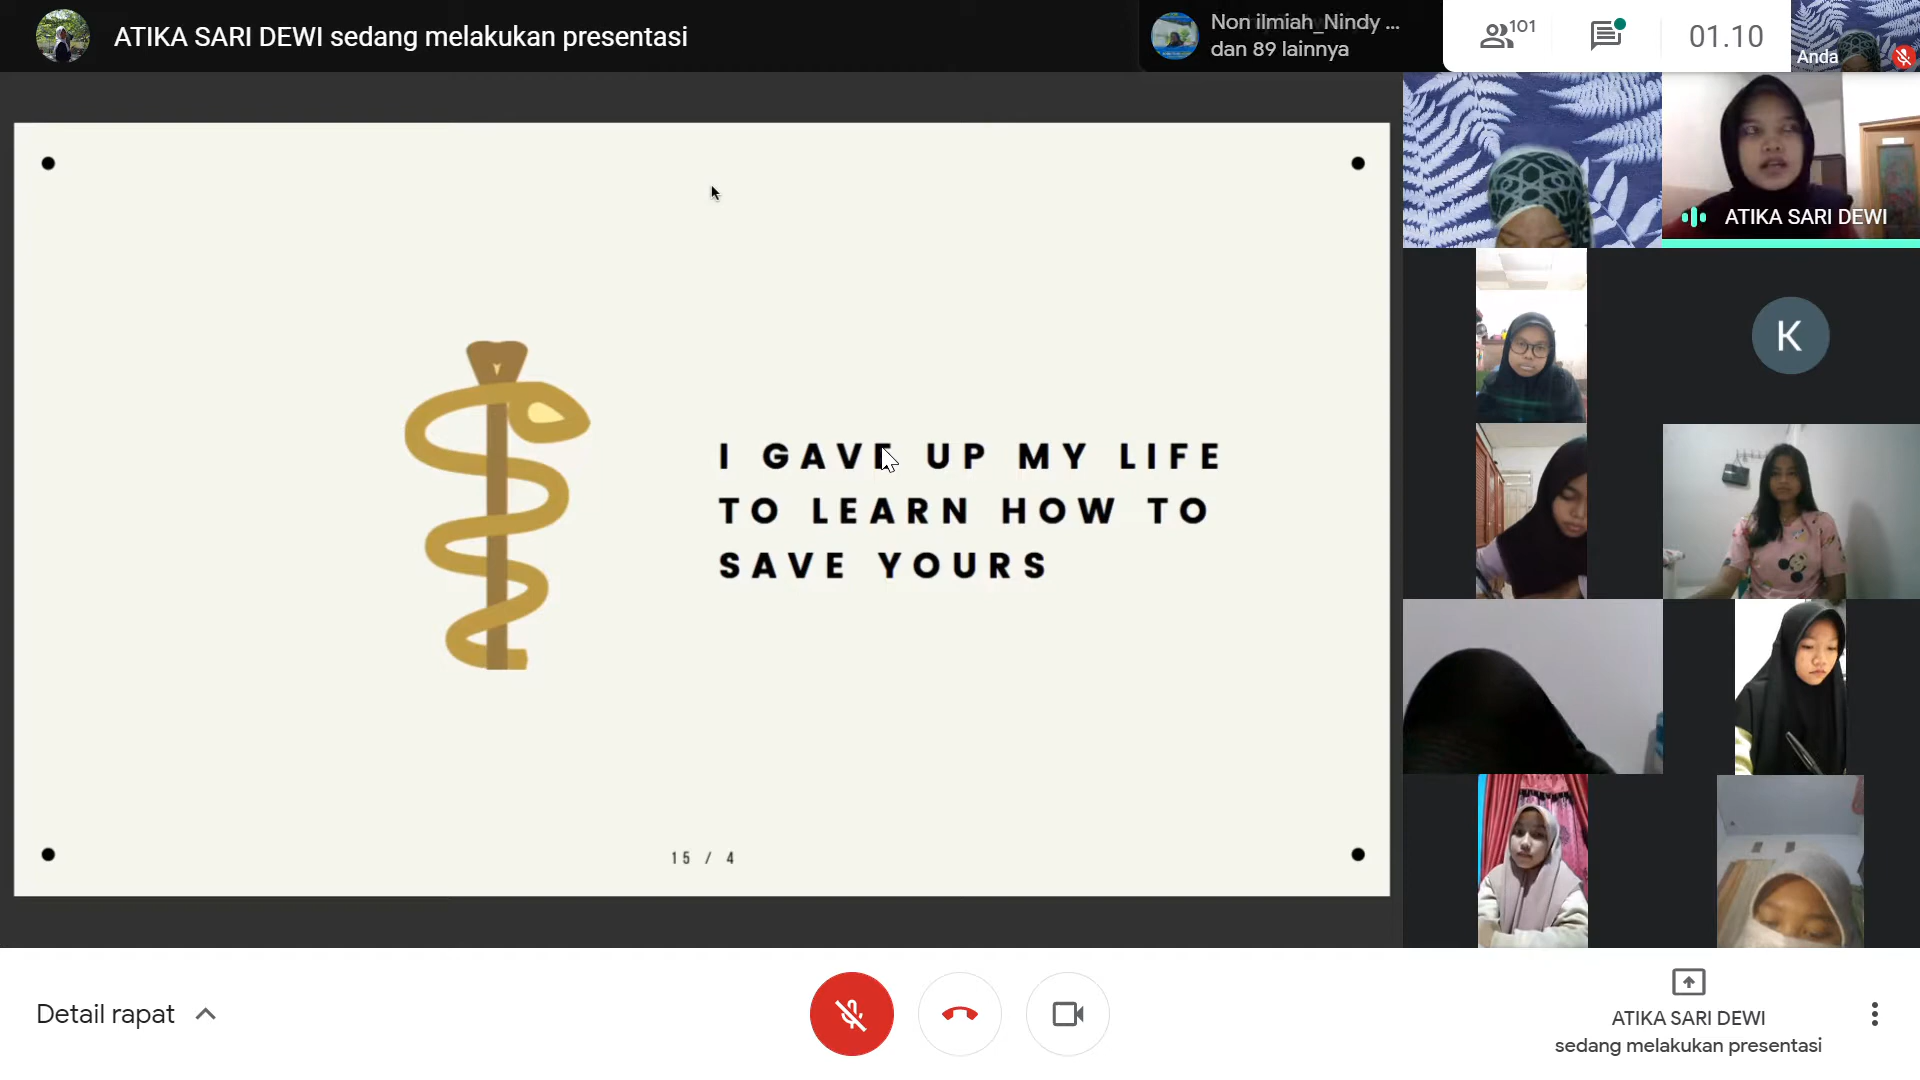 ATIKA SARI DEWI sedang melakukan presentasi
Non ilmiah_Nindy ...
dan 89 lainnya
101
01.10
Anda
ATIKA SARI DEWI
K
I GAVE UP MY LIFE
TO LEARN HOW TO
SAVE YOURS
15 / 4
Detail rapat
ATIKA SARI DEWI
sedang melakukan presentasi